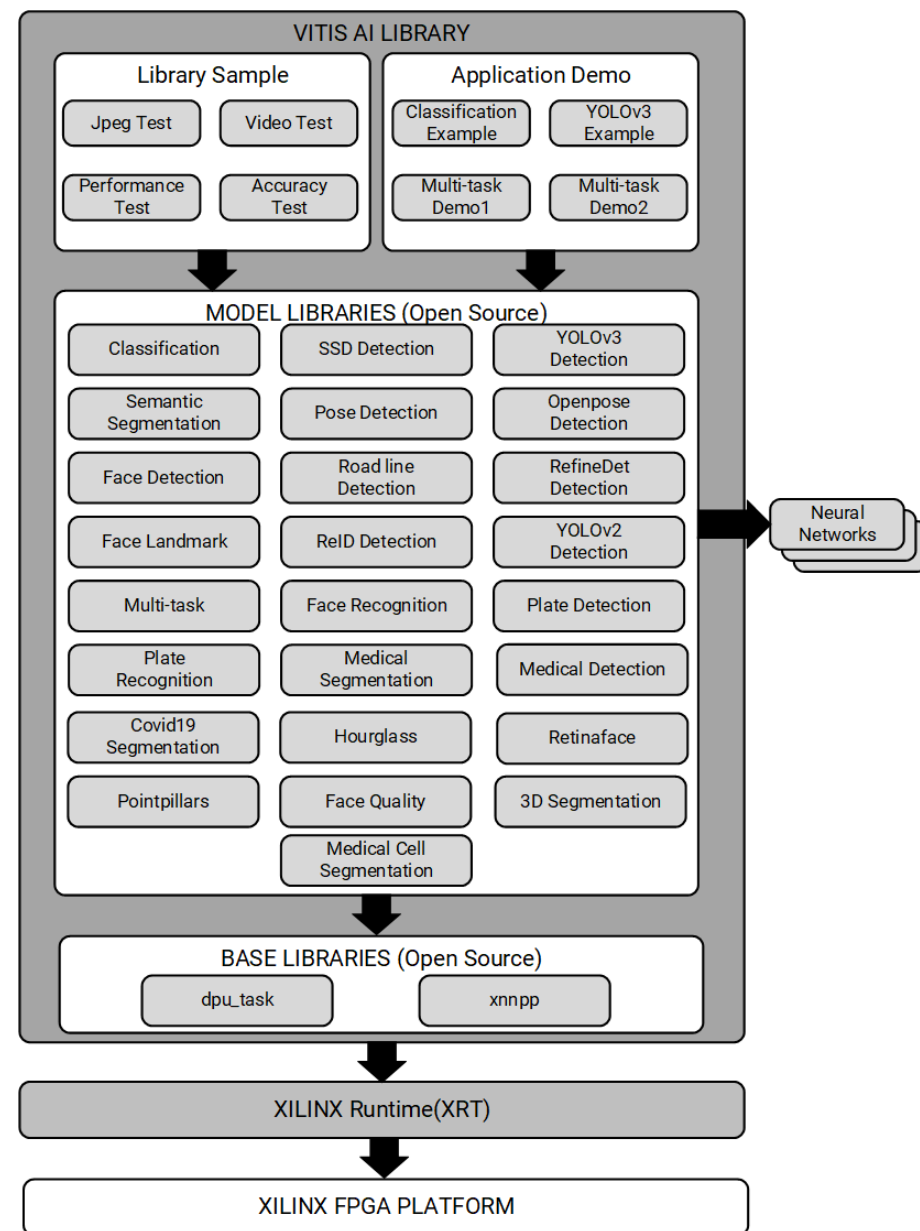 VITIS AI LIBRARY
Library Sample
Jpeg Test
Video Test
Performance
Test
Accuracy
Test
Application Demo
Classification
Example
YOLOv3
Example
Multi-task
Demo1
Multi-task
Demo2
MODEL LIBRARIES (Open Source)
Classification
SSD Detection
YOLOv3
Detection
Semantic
Segmentation
Pose Detection
Openpose
Detection
Face Detection
Road line
Detection
RefineDet
Detection
Face Landmark
ReID Detection
YOLOv2
Detection
Multi-task
Face Recognition
Plate Detection
Plate
Recognition
Medical
Segmentation
Medical Detection
Covid19
Segmentation
Hourglass
Retinaface
Pointpillars
Face Quality
3D Segmentation
Medical Cell
Segmentation
Neural
Networks
BASE LIBRARIES (Open Source)
dpu_task
xnnpp
XILINX Runtime(XRT)
XILINX FPGA PLATFORM